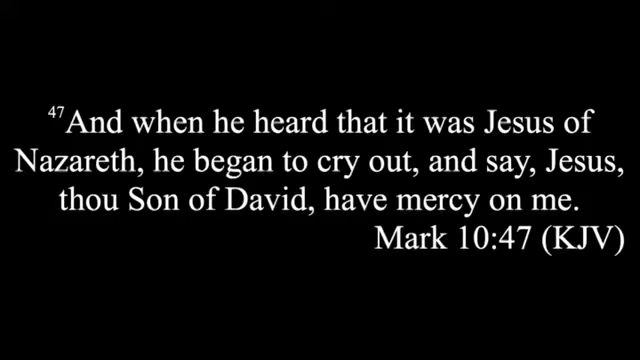 47And when he heard that it was Jesus of
Nazareth, he began to cry out, and say, Jesus,
thou Son of David, have mercy on me.
Mark 10:47 (KJV)